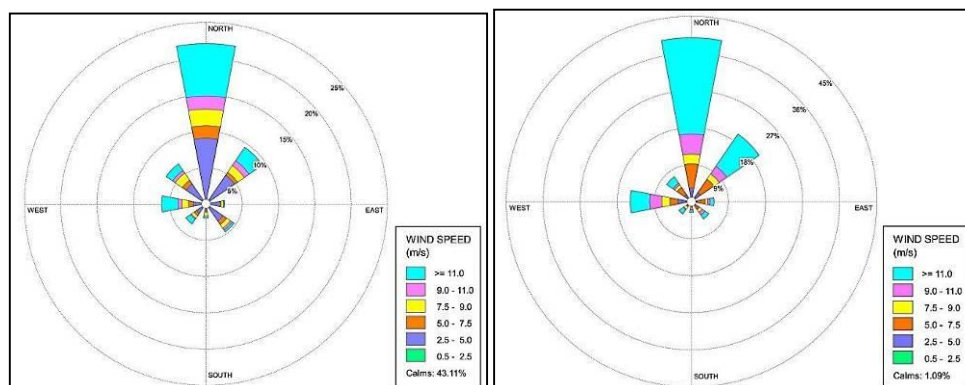 NORTH
25%
20%
15%
10%
5%
WEST
EAST
SOUTH
WIND SPEED
(m/s)
>= 11.0
9.0 - 11.0
7.5 - 9.0
5.0 - 7.5
2.5 - 5.0
0.5 - 2.5
Calms: 43.11%
NORTH
45%
36%
27%
18%
9%
WEST
EAST
SOUTH
WIND SPEED
(m/s)
>= 11.0
9.0 - 11.0
7.5 - 9.0
5.0 - 7.5
2.5 - 5.0
0.5 - 2.5
Calms: 1.09%